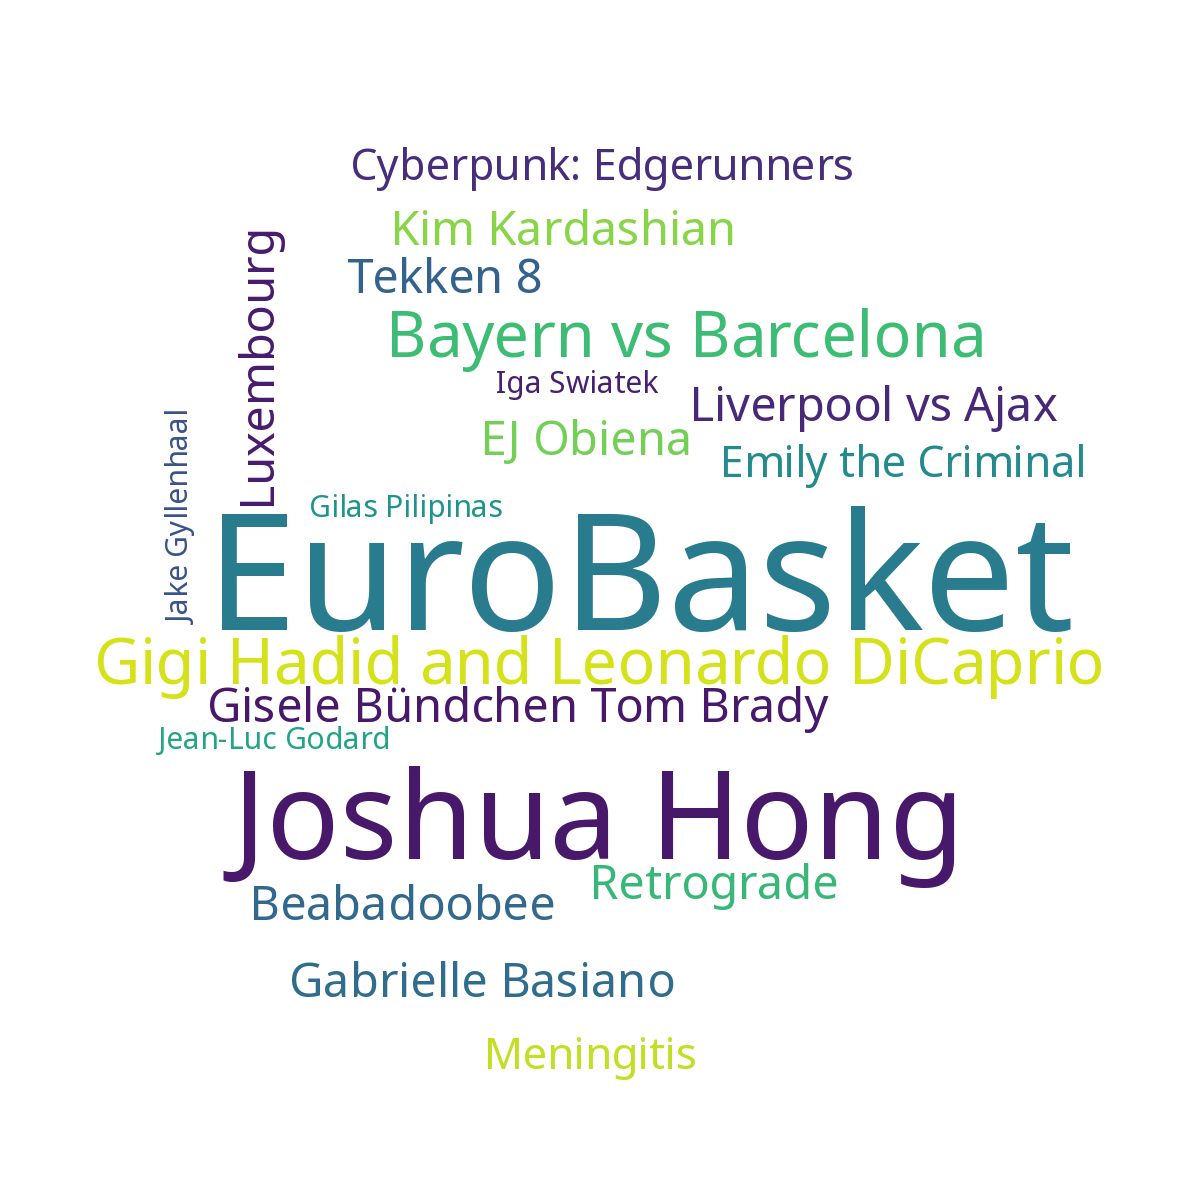 Cyberpunk: Edgerunners
Kim Kardashian
Luxembourg
Tekken 8
Bayern vs Barcelona
Iga Swiatek
Liverpool vs Ajax
Jake Gyllenhaal
EJ Obiena
Emily the Criminal
Gilas Pilipinas
EuroBasket
Gigi Hadid and Leonardo DiCaprio
Gisele Bündchen Tom Brady
Jean-Luc Godard
Joshua Hong
Retrograde
Beabadoobee
Gabrielle Basiano
Meningitis